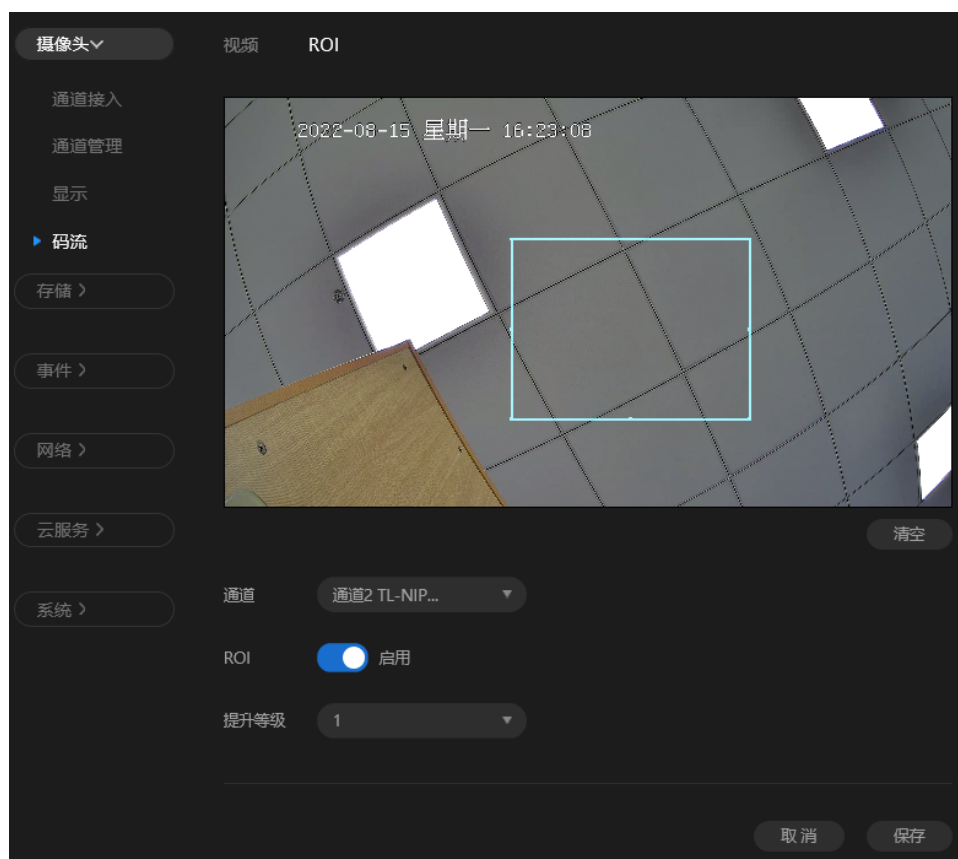 摄像头
视频 ROI
通道接入
通道管理
显示
码流
存储
事件
网络
云服务
系统
2022-08-15 星期一 16:23:08
清空
通道 通道2 TL-NIP...
ROI 启用
提升等级 1
取消 保存